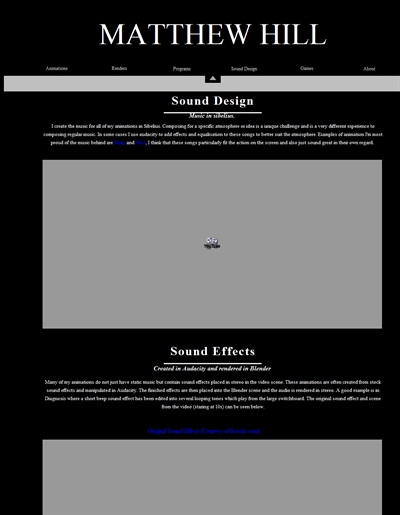 MATTHEW HILL
Animations Renders Programs Sound Design Games About
Sound Design
Music in sibelius.
I create the music for all of my animations in Sibelius. Composing for a specific atmosphere or idea is a unique challenge and is a very different experience to
composing regular music. In some cases I use audacity to add effects and equalisation to these songs to better suit the atmosphere. Examples of animation I'm most
proud of the music behind are and , I think that these songs particularly fit the action on the screen and also just sound great in their own regard.
Sound Effects
Created in Audacity and rendered in Blender
Many of my animations do not just have static music but contain sound effects placed in stereo in the video scene. These animations are often created from stock
sound effects and manipulated in Audacity. The finished effects are then placed into the Blender scene and the audio is rendered in stereo. A good example is in
Diagnosis where a short beep sound effect has been edited into several looping tones which play from the large switchboard. The original sound effect and scene
from the video (staring at 10s) can be seen below.
Original Sound Effect